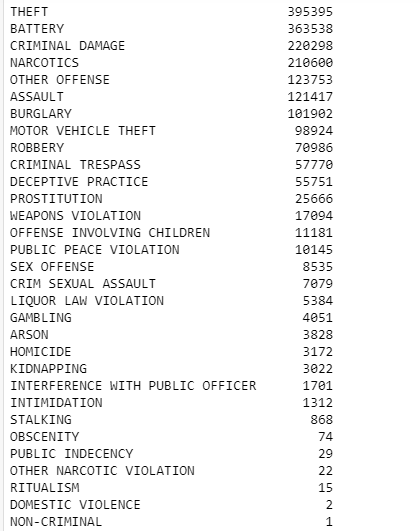 THEFT 395395
BATTERY 363538
CRIMINAL DAMAGE 220298
NARCOTICS 210600
OTHER OFFENSE 123753
ASSAULT 121417
BURGLARY 101902
MOTOR VEHICLE THEFT 98924
ROBBERY 70986
CRIMINAL TRESPASS 57770
DECEPTIVE PRACTICE 55751
PROSTITUTION 25666
WEAPONS VIOLATION 17094
OFFENSE INVOLVING CHILDREN 11181
PUBLIC PEACE VIOLATION 10145
SEX OFFENSE 8535
CRIM SEXUAL ASSAULT 7079
LIQUOR LAW VIOLATION 5384
GAMBLING 4051
ARSON 3828
HOMICIDE 3172
KIDNAPPING 3022
INTERFERENCE WITH PUBLIC OFFICER 1701
INTIMIDATION 1312
STALKING 868
OBSCENITY 74
PUBLIC INDECENCY 29
OTHER NARCOTIC VIOLATION 22
RITUALISM 15
DOMESTIC VIOLENCE 2
NON-CRIMINAL 1